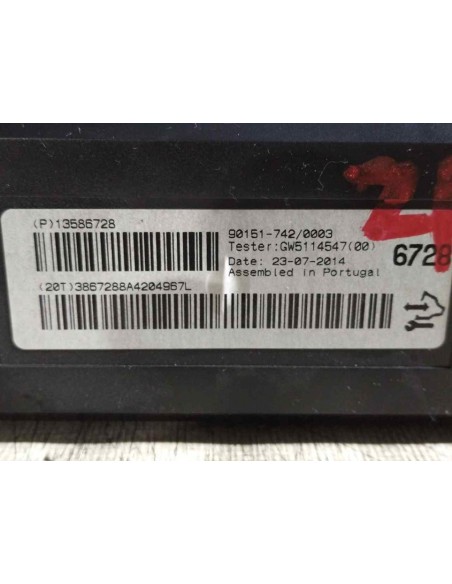 (P)13586728
90151-742/0003
Tester:GW5114547(00)
Date: 23-07-2014
Assembled in Portugal
6728
(20T)3867288A4204967L